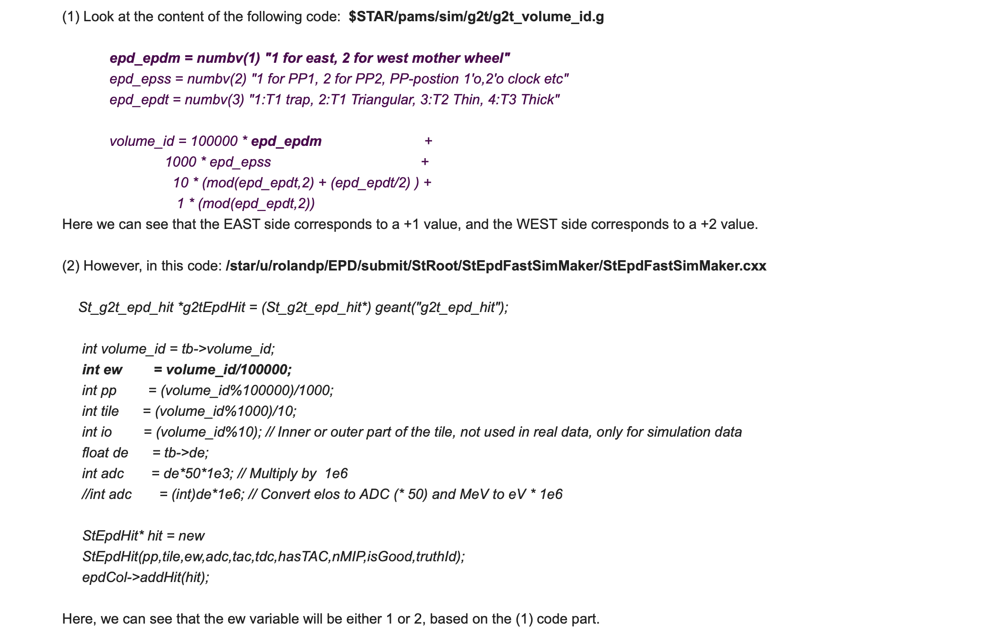 (1) Look at the content of the following code: $STAR/pams/sim/g2t/g2t_volume_id.g
epd_epdm = numbv(1) "1 for east, 2 for west mother wheel"
epd_epss = numbv(2) "1 for PP1, 2 for PP2, PP-postion 1'o,2'o clock etc"
epd_epdt = numbv(3) "1:T1 trap, 2:T1 Triangular, 3:T2 Thin, 4:T3 Thick"
volume_id = 100000 * epd_epdm +
1000 * epd_epss +
10 * (mod(epd_epdt,2) + (epd_epdt/2) ) +
1 * (mod(epd_epdt,2))
Here we can see that the EAST side corresponds to a +1 value, and the WEST side corresponds to a +2 value.
(2) However, in this code: /star/u/rolandp/EPD/submit/StRoot/StEpdFastSimMaker/StEpdFastSimMaker.cxx
St_g2t_epd_hit *g2tEpdHit = (St_g2t_epd_hit*) geant("g2t_epd_hit");
int volume_id = tb->volume_id;
int ew = volume_id/100000;
int pp = (volume_id%100000)/1000;
int tile = (volume_id%1000)/10;
int io = (volume_id%10); // Inner or outer part of the tile, not used in real data, only for simulation data
float de = tb->de;
int adc = de*50*1e3; // Multiply by 1e6
//int adc = (int)de*1e6; // Convert elos to ADC (* 50) and MeV to eV * 1e6
StEpdHit* hit = new
StEpdHit(pp,tile,ew,adc,tac,tdc,hasTAC,nMIP,isGood,truthId);
epdCol->addHit(hit);
Here, we can see that the ew variable will be either 1 or 2, based on the (1) code part.